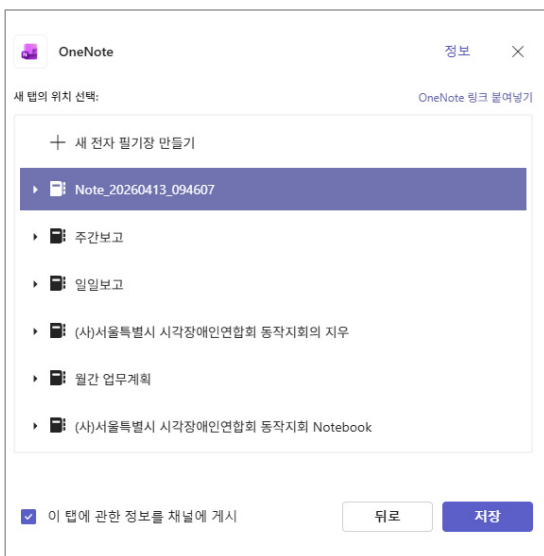 OneNote
정보
새 탭의 위치 선택:
OneNote 링크 붙여넣기
새 전자 필기장 만들기
Note_20260413_094607
주간보고
일일보고
(사)서울특별시 시각장애인연합회 동작지회의 지우
월간 업무계획
(사)서울특별시 시각장애인연합회 동작지회 Notebook
이 탭에 관한 정보를 채널에 게시
뒤로
저장